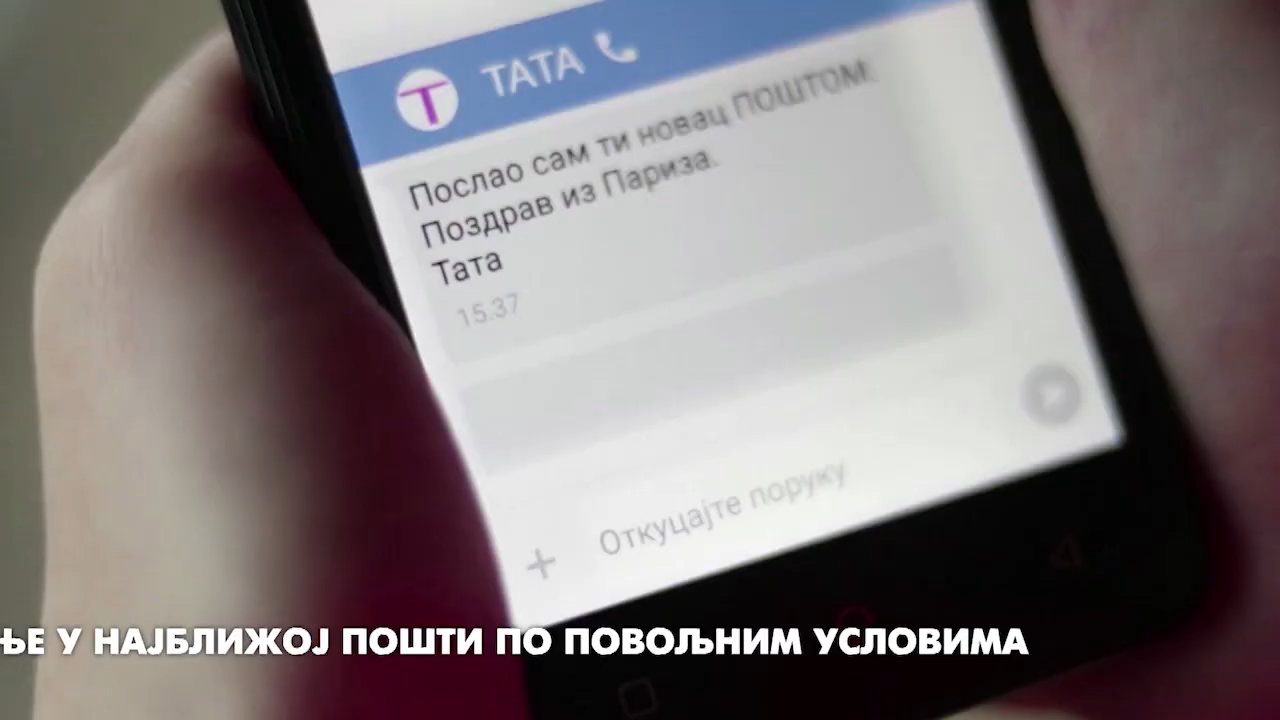 Т ТАТА
Послао сам ти новац ПОШТОМ.
Поздрав из Париза.
Тата
15.37
Откуцајте поруку
ЊЕ У НАЈБЛИЖОЈ ПОШТИ ПО ПОВОЉНИМ УСЛОВИМА